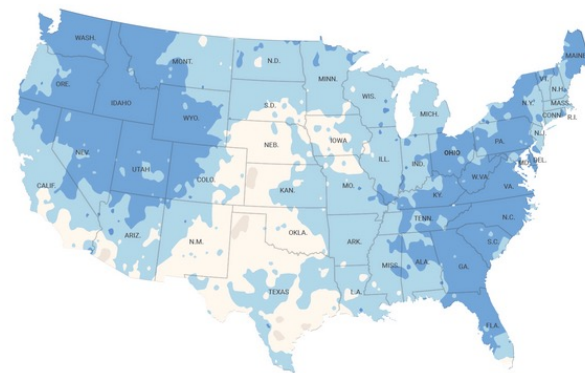 WASH.
MONT.
N.D.
MINN.
MAINE
ORE.
IDAHO
WYO.
S.D.
WIS.
MICH.
VT.
N.H.
N.Y.
MASS.
CONN.
R.I.
NEV.
UTAH
COLO.
NEB.
IOWA
ILL.
IND.
OHIO
PA.
N.J.
MD.
DEL.
CALIF.
KAN.
MO.
KY.
W.VA.
VA.
ARIZ.
N.M.
OKLA.
ARK.
TENN.
N.C.
S.C.
TEXAS
L.A.
MISS.
ALA.
GA.
FLA.